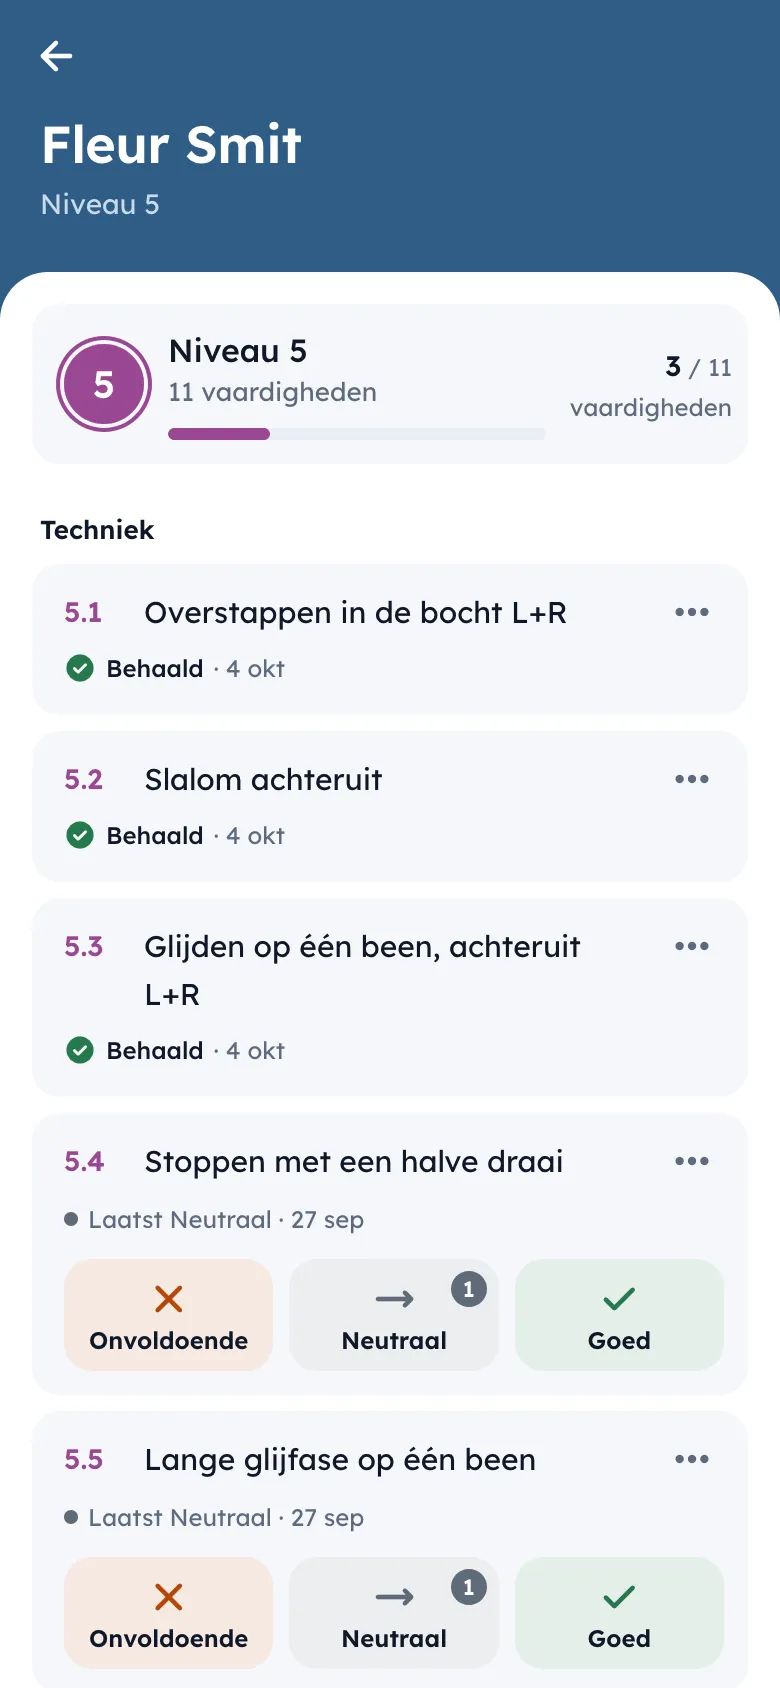 Fleur Smit
Niveau 5
5
Niveau 5
11 vaardigheden
3 / 11
vaardigheden
Techniek
5.1 Overstappen in de bocht L+R
Behaald · 4 okt
5.2 Slalom achteruit
Behaald · 4 okt
5.3 Glijden op één been, achteruit
L+R
Behaald · 4 okt
5.4 Stoppen met een halve draai
Laatst Neutraal · 27 sep
1
Onvoldoende Neutraal Goed
5.5 Lange glijfase op één been
Laatst Neutraal · 27 sep
1
Onvoldoende Neutraal Goed